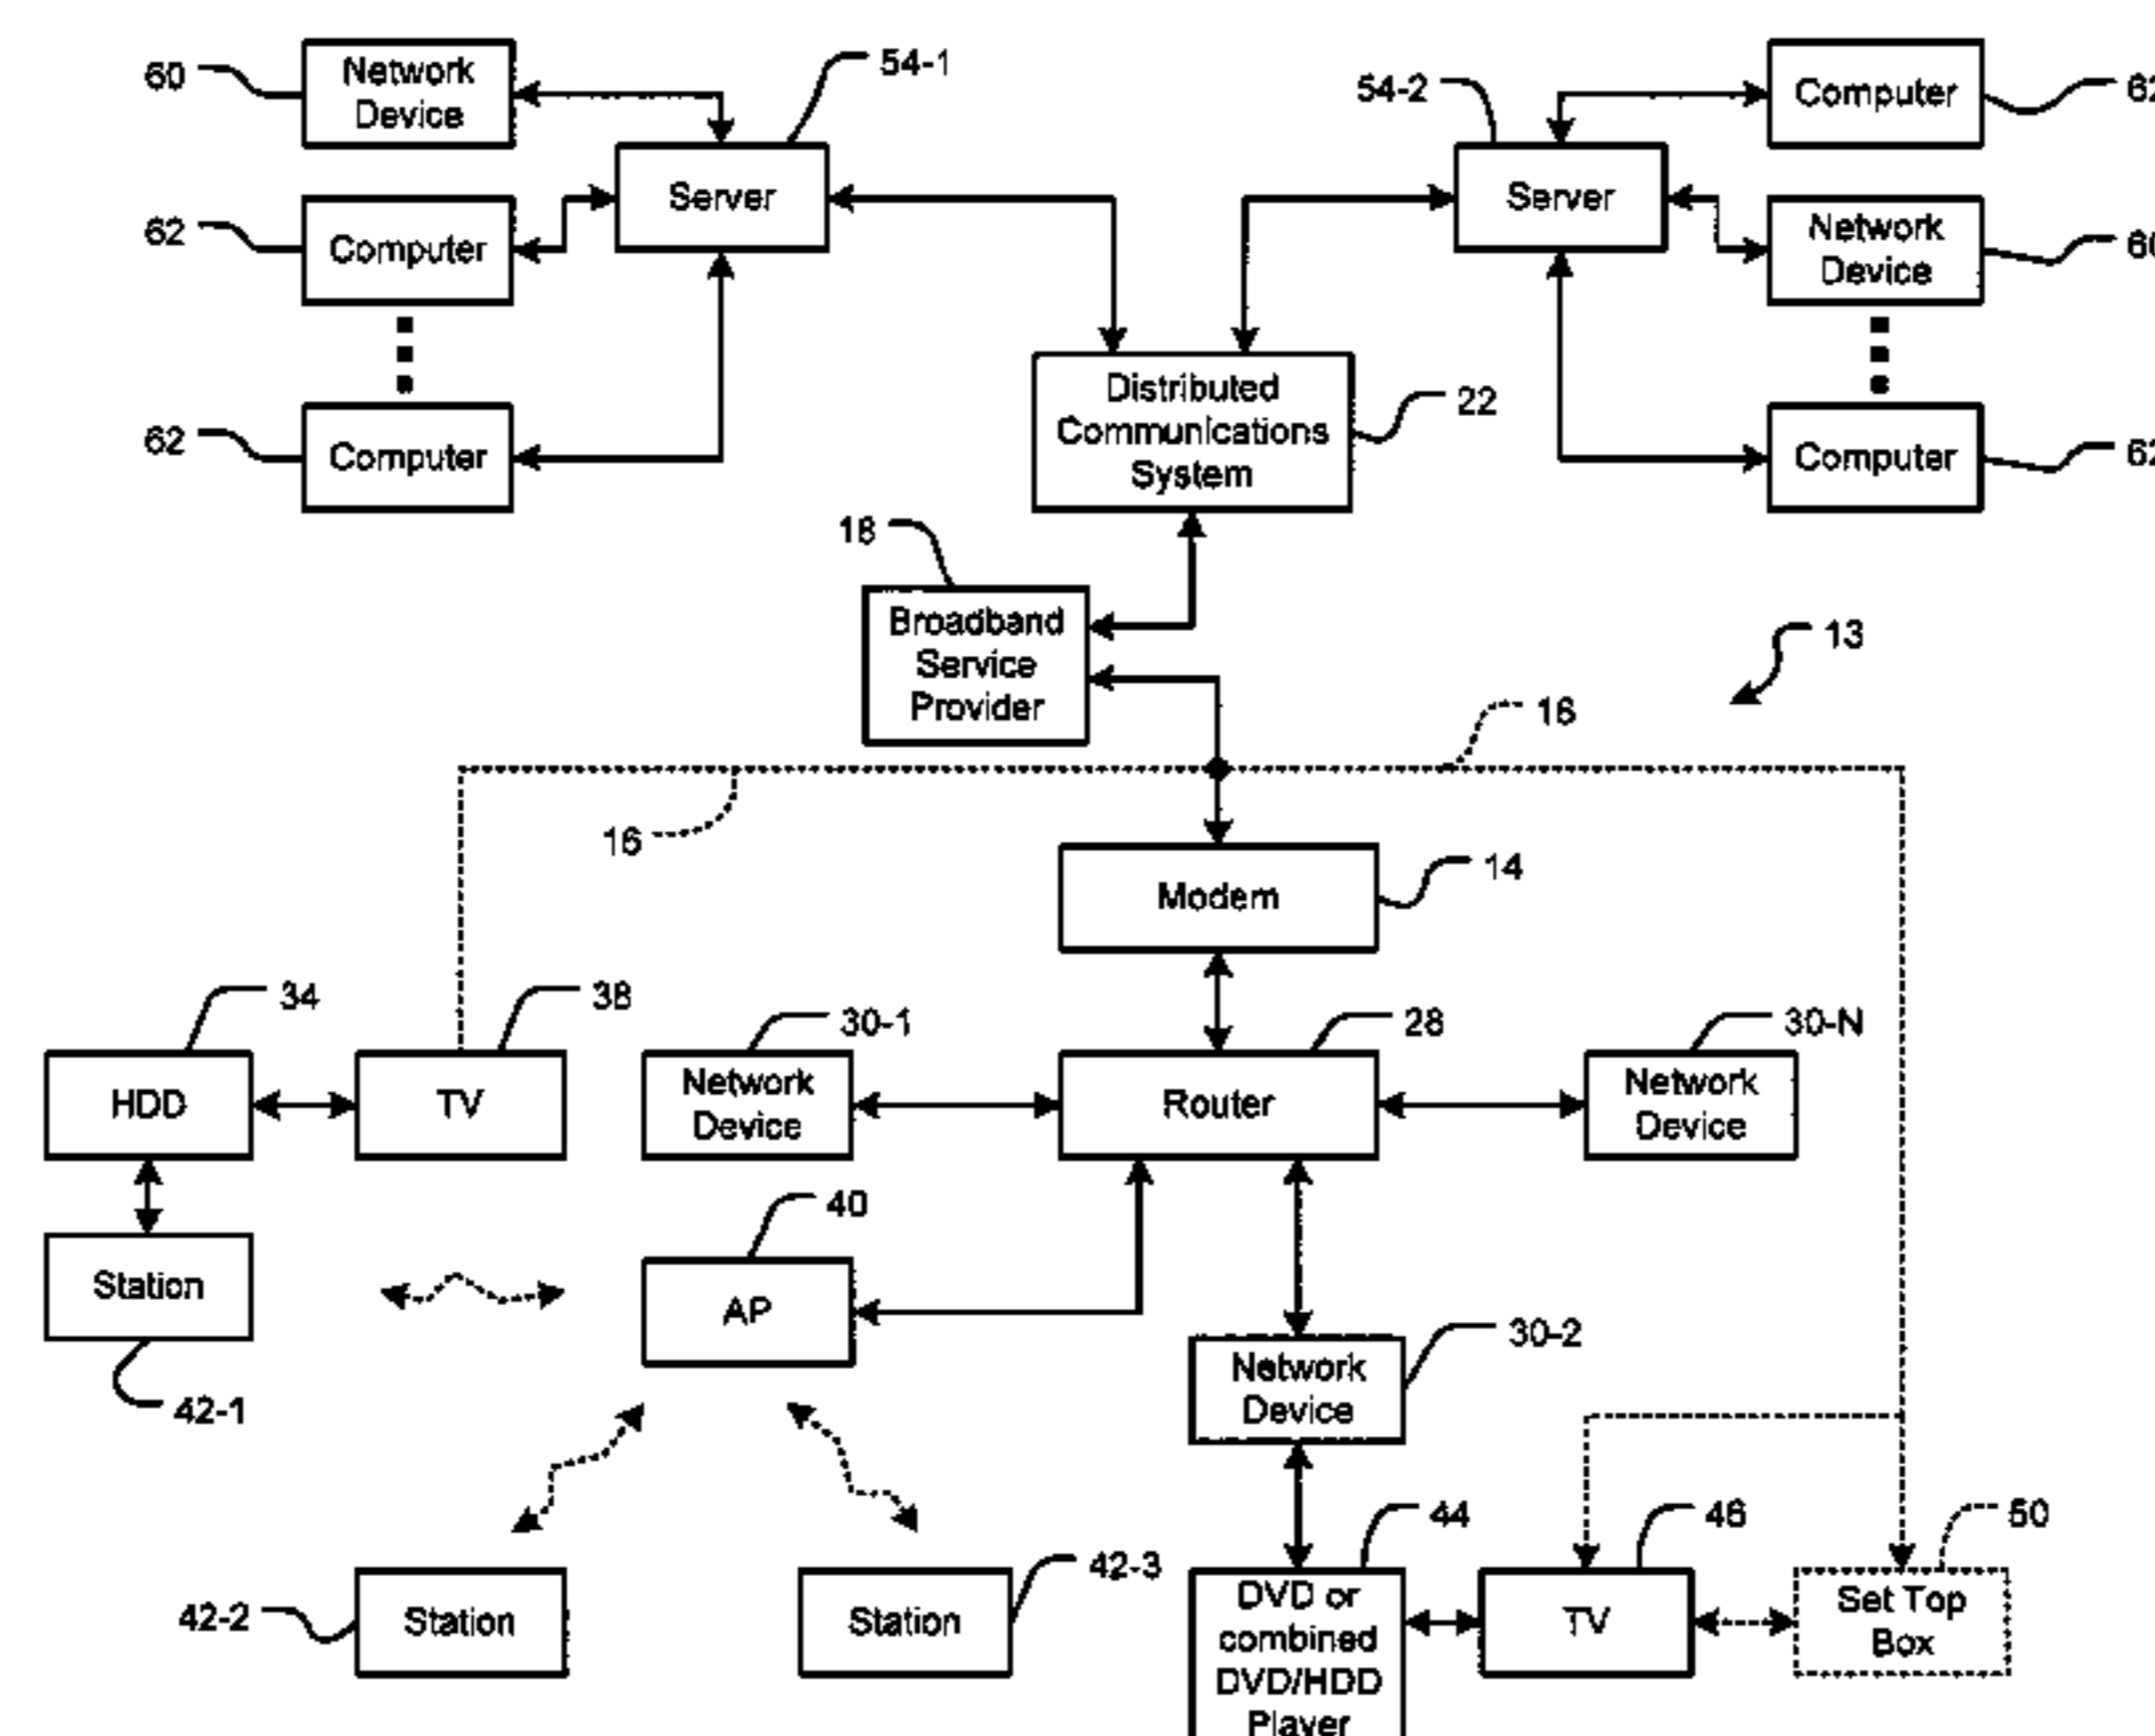 60
Network
Device
54-1
54-2
Computer
62
Server
Server
62
Computer
Network
Device
60
Distributed
Communications
System
22
62
Computer
Computer
62
18
Broadband
Service
Provider
13
16
16
Modem
14
34
38
30-1
28
30-N
HDD
TV
Network
Device
Router
Network
Device
40
Station
AP
30-2
Network
Device
42-1
44
46
50
42-3
42-2
Station
Station
DVD or
combined
DVD/HDD
Player
TV
Set Top
Box